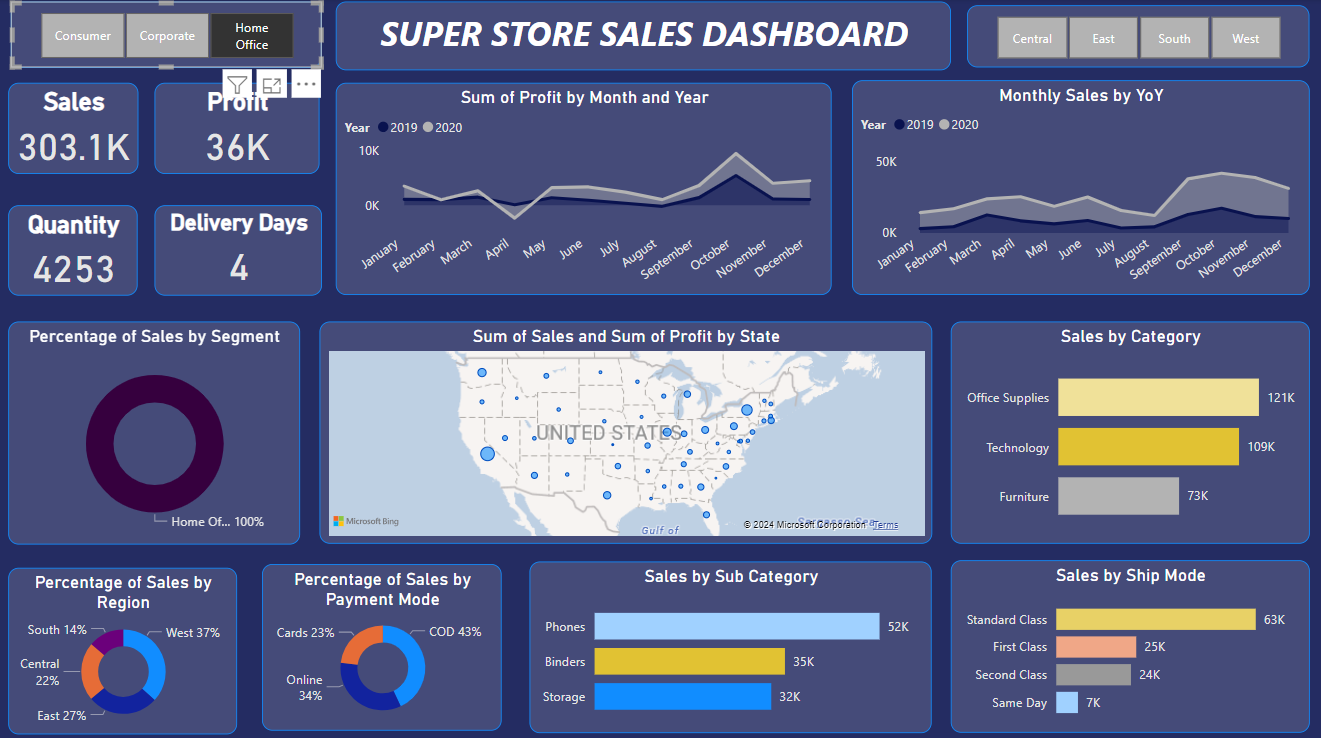 Consumer
Corporate
Home
Office
SUPER STORE SALES DASHBOARD
Central
East
South
West
Sales
303.1K
Profit
36K
Quantity
4253
Delivery Days
4
Sum of Profit by Month and Year
Year 2019 2020
10K
0K
January
February
March
April
May
June
July
August
September
October
November
December
Monthly Sales by YoY
Year 2019 2020
50K
0K
January
February
March
April
May
June
July
August
September
October
November
December
Percentage of Sales by Segment
Home Of... 100%
Sum of Sales and Sum of Profit by State
UNITED STATES
Microsoft Bing
Gulf of
Sargasso Sea
© 2024 Microsoft Corporation Terms
Sales by Category
Office Supplies 121K
Technology 109K
Furniture 73K
Percentage of Sales by
Region
South 14%
West 37%
Central
22%
East 27%
Percentage of Sales by
Payment Mode
Cards 23%
COD 43%
Online
34%
Sales by Sub Category
Phones 52K
Binders 35K
Storage 32K
Sales by Ship Mode
Standard Class 63K
First Class 25K
Second Class 24K
Same Day 7K